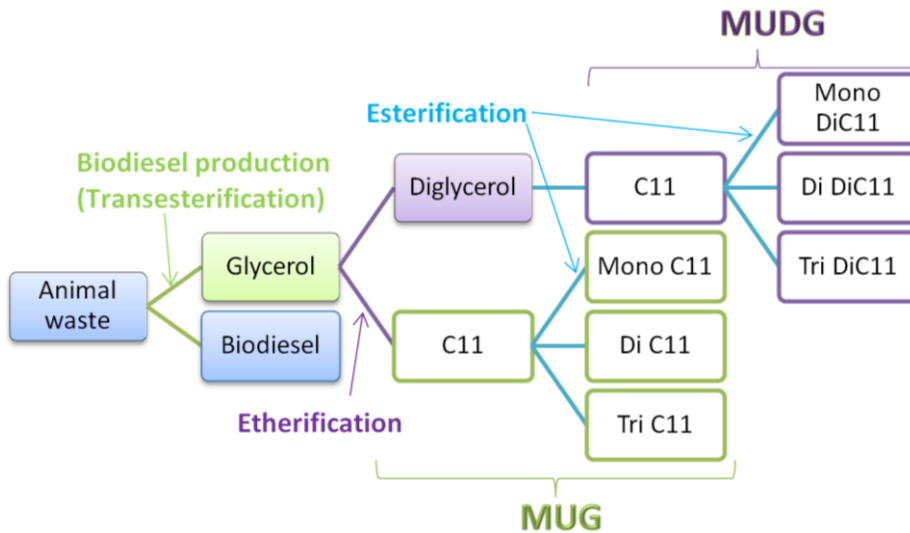 MUDG
Mono
DiC11
Esterification
Biodiesel production
(Transesterification)
Diglycerol
C11
Di DiC11
Glycerol
Mono C11
Tri DiC11
Animal
waste
Biodiesel
C11
Di C11
Etherification
Tri C11
MUG